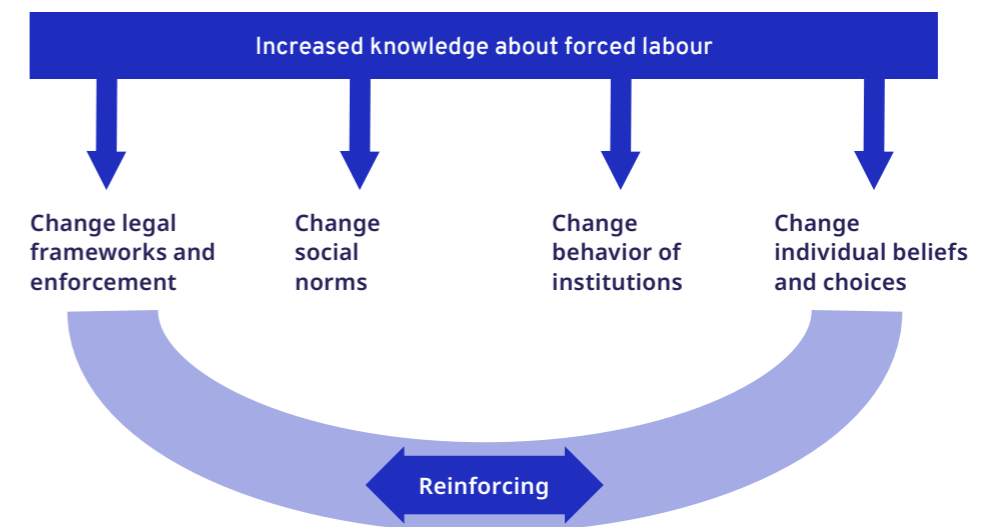 Increased knowledge about forced labour
Change legal
frameworks and
enforcement
Change
social
norms
Change
behavior of
institutions
Change
individual beliefs
and choices
Reinforcing